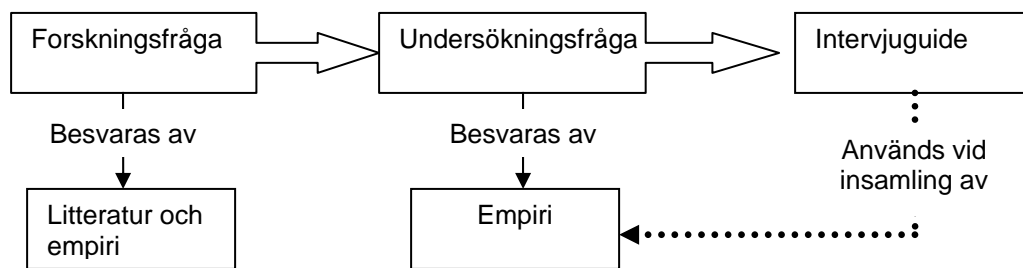 Forskningsfråga
Undersökningsfråga
Intervjuguide
Besvaras av
Besvaras av
Används vid
insamling av
Litteratur och
empiri
Empiri